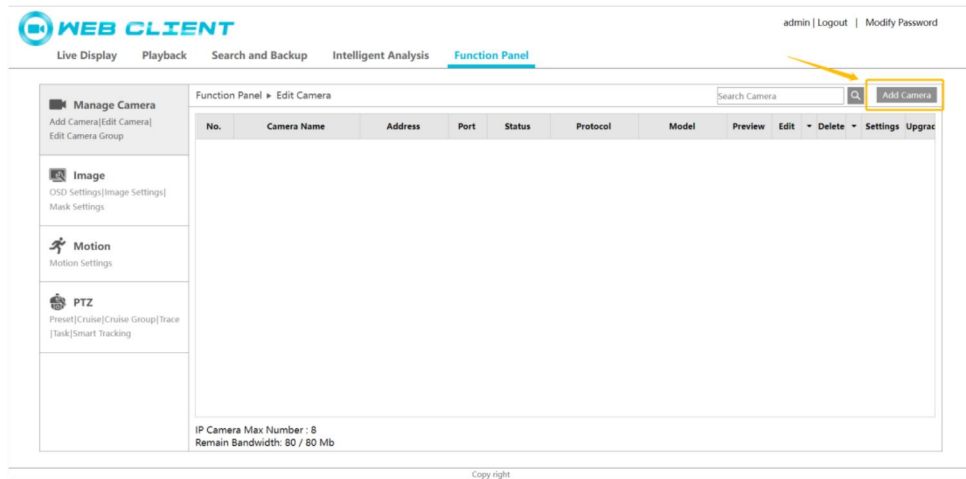 WEB CLIENT
admin | Logout | Modify Password
Live Display Playback Search and Backup Intelligent Analysis Function Panel
Manage Camera
Add Camera|Edit Camera|
Edit Camera Group
Image
OSD Settings|Image Settings|
Mask Settings
Motion
Motion Settings
PTZ
Preset|Cruise|Cruise Group|Trace
|Task|Smart Tracking
Function Panel ▸ Edit Camera
Search Camera
Add Camera
No. Camera Name Address Port Status Protocol Model Preview Edit Delete Settings Upgrac
IP Camera Max Number : 8
Remain Bandwidth: 80 / 80 Mb
Copy right